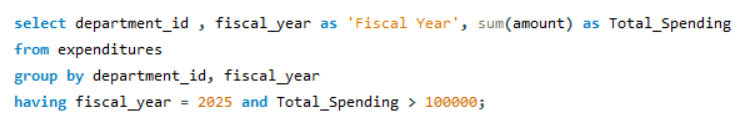 select department_id , fiscal_year as 'Fiscal Year', sum(amount) as Total_Spending
from expenditures
group by department_id, fiscal_year
having fiscal_year = 2025 and Total_Spending > 100000;